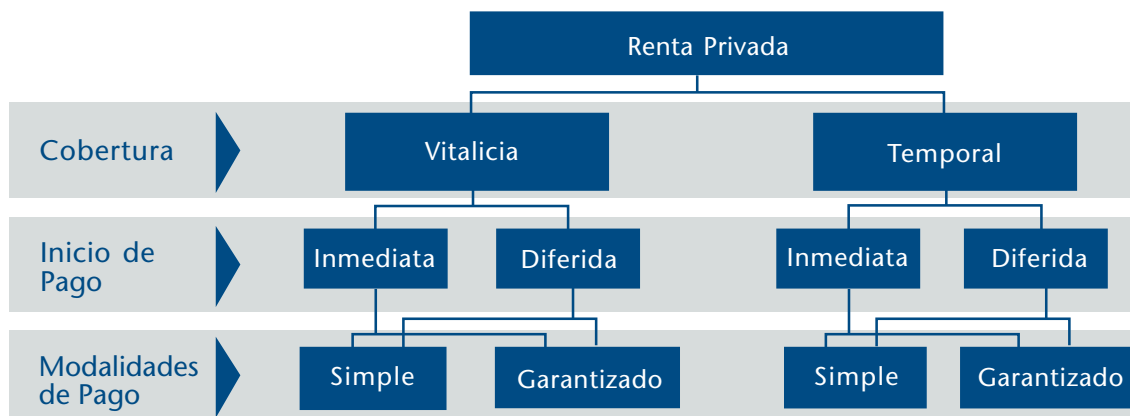 Renta Privada
Cobertura
Vitalicia
Temporal
Inicio de
Pago
Inmediata
Diferida
Inmediata
Diferida
Modalidades
de Pago
Simple
Garantizado
Simple
Garantizado